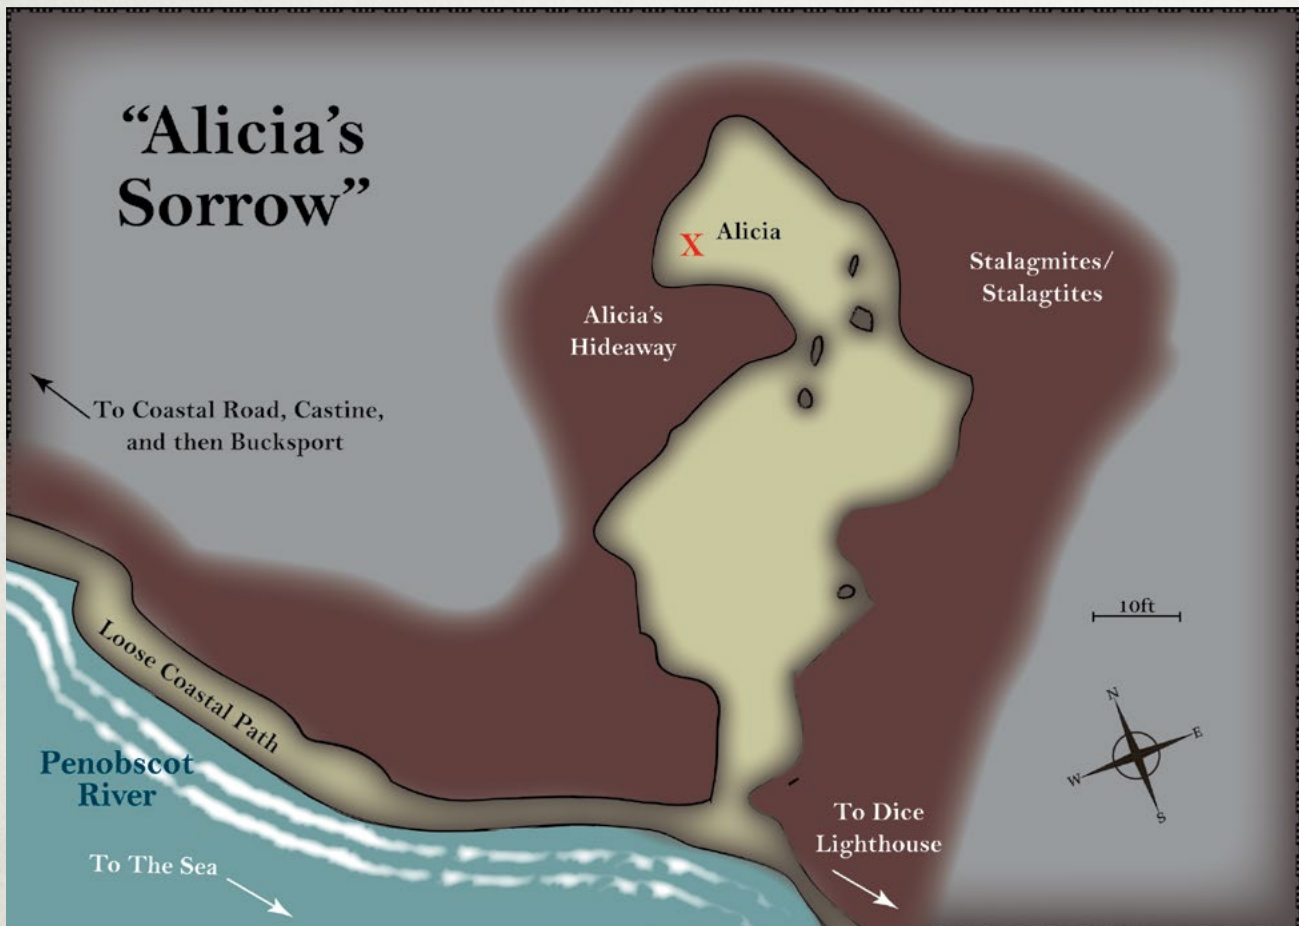 “Alicia’s
Sorrow”
X Alicia
Stalagmites/
Stalagtites
Alicia’s
Hideaway
To Coastal Road, Castine,
and then Bucksport
Loose Coastal Path
10ft
N
E
W
S
Penobscot
River
To Dice
Lighthouse
To The Sea